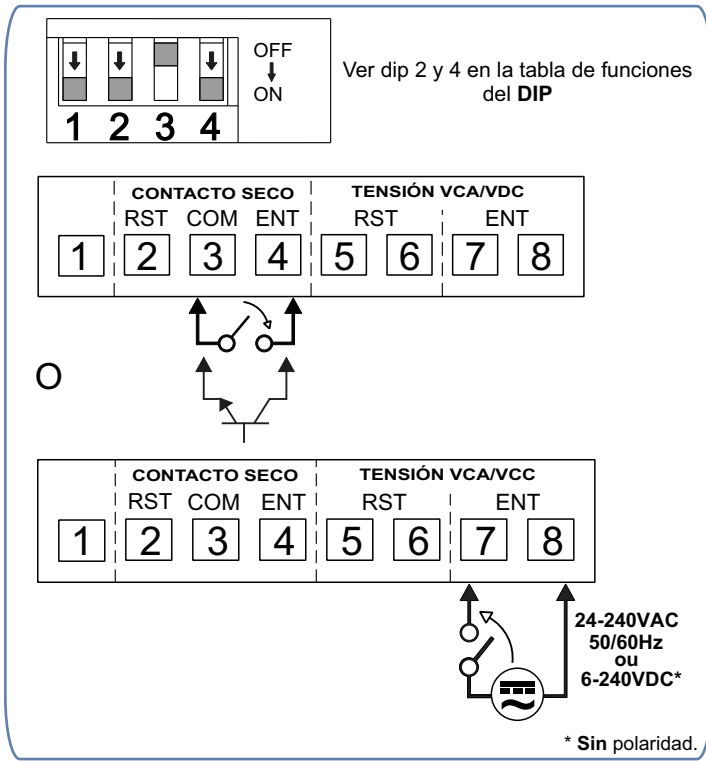 OFF
ON
1 2 3 4
Ver dip 2 y 4 en la tabla de funciones
del DIP
CONTACTO SECO TENSIÓN VCA/VDC
RST COM ENT RST ENT
1 2 3 4 5 6 7 8
O
CONTACTO SECO TENSIÓN VCA/VCC
RST COM ENT RST ENT
1 2 3 4 5 6 7 8
24-240VAC
50/60Hz
ou
6-240VDC*
* Sin polaridad.